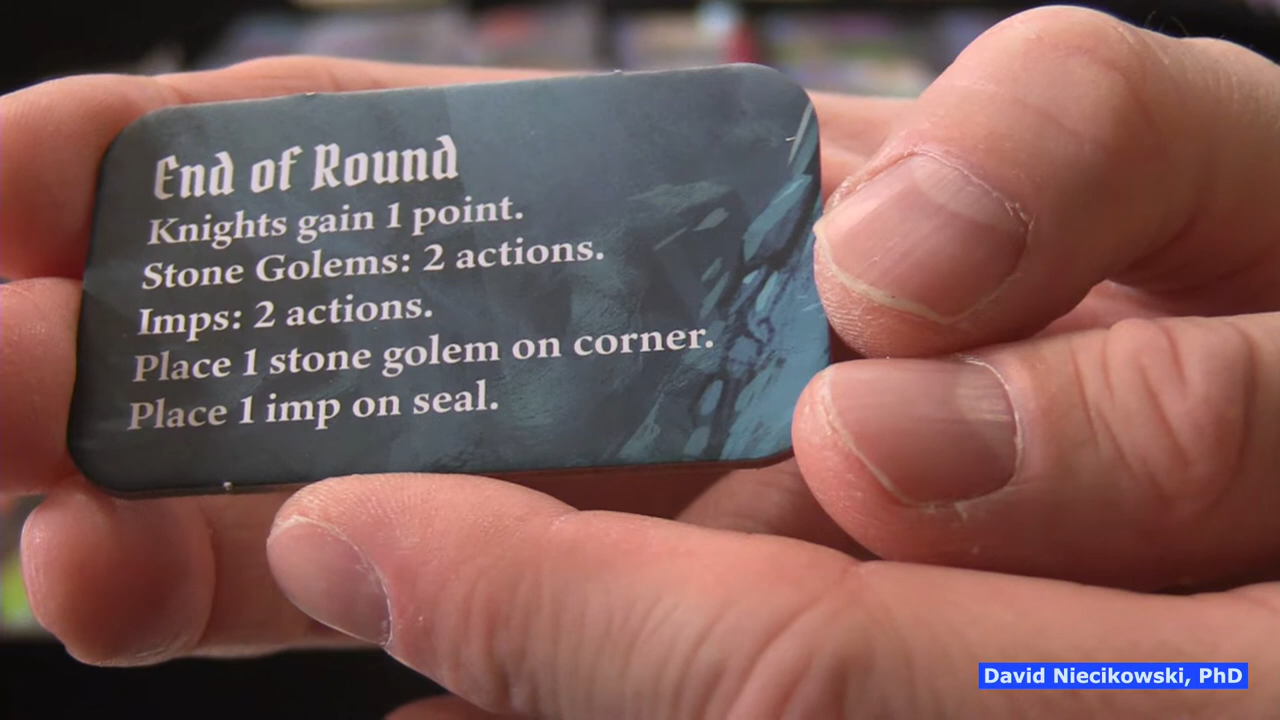 End of Round
Knights gain 1 point.
Stone Golems: 2 actions.
Imps: 2 actions.
Place 1 stone golem on corner.
Place 1 imp on seal.
David Niecikowski, PhD